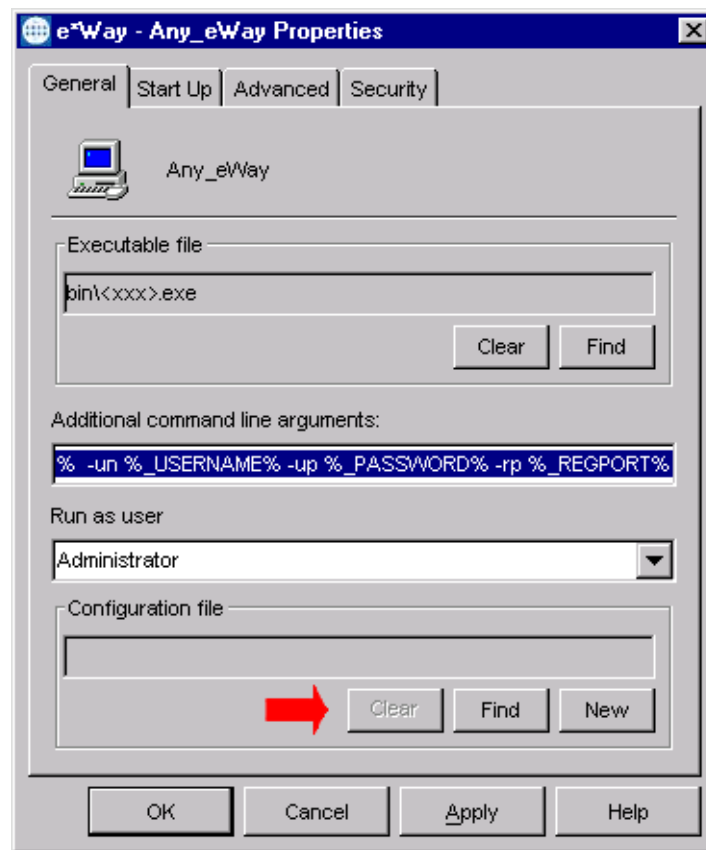 e*Way - Any_eWay Properties
General Start Up Advanced Security
Any_eWay
Executable file
bin\<xxx>.exe
Clear Find
Additional command line arguments:
% -un %_USERNAME% -up %_PASSWORD% -rp %_REGPORT%
Run as user
Administrator
Configuration file
Clear Find New
OK Cancel Apply Help